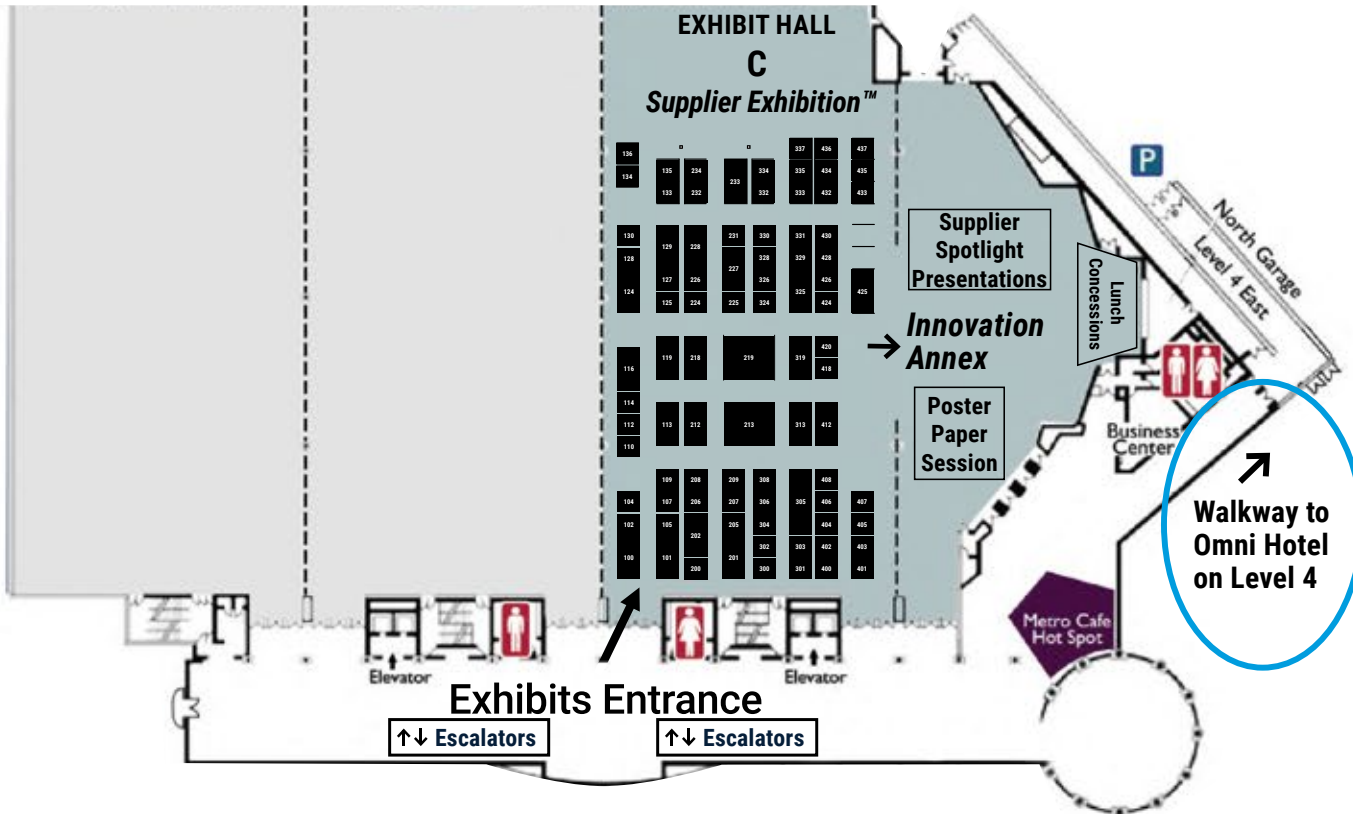 EXHIBIT HALL
C
Supplier Exhibition™
136
134
135 234
133 232
233
334
332
337 436
335 434
333 432
437
435
433
130
128
124
129 228
127 226
125 224
231 330
227
328
326
225 324
331 430
329 428
426
325
424
425
116
114
112
110
119 218
219
319
420
418
113 212
213
313 412
104
102
100
109 208
107 206
105
202
101
200
209 308
207 306
205 304
302
201
300
305
408
406
404
303 402
301 400
407
405
403
401
Supplier
Spotlight
Presentations
→ Innovation
Annex
Poster
Paper
Session
Lunch
Concessions
P
North Garage
Level 4 East
Business
Center
↗
Walkway to
Omni Hotel
on Level 4
Metro Cafe
Hot Spot
Elevator
Elevator
Exhibits Entrance
↑↓ Escalators
↑↓ Escalators